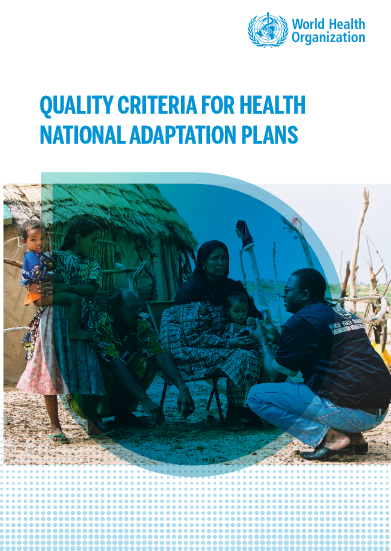 World Health
Organization
QUALITY CRITERIA FOR HEALTH
NATIONAL ADAPTATION PLANS